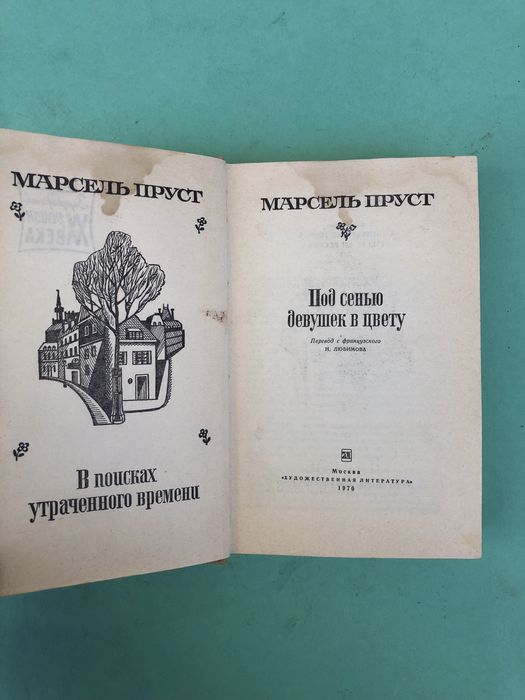 МАРСЕЛЬ ПРУСТ
В поисках
утраченного времени
МАРСЕЛЬ ПРУСТ
Под сенью
девушек в цвету
Перевод с французского
Н. ЛЮБИМОВА
Москва
«ХУДОЖЕСТВЕННАЯ ЛИТЕРАТУРА»
1976